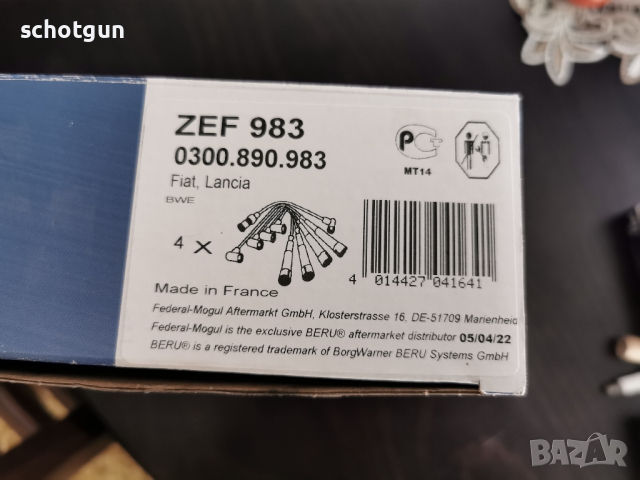 schotgun
ZEF 983
0300.890.983
Fiat, Lancia
BWE
MT14
4 x
4 014427 041641
Made in France
Federal-Mogul Aftermarkt GmbH, Klosterstrasse 16, DE-51709 Marienheid
Federal-Mogul is the exclusive BERU® aftermarket distributor 05/04/22
BERU® is a registered trademark of BorgWarner BERU Systems GmbH
BAZAR